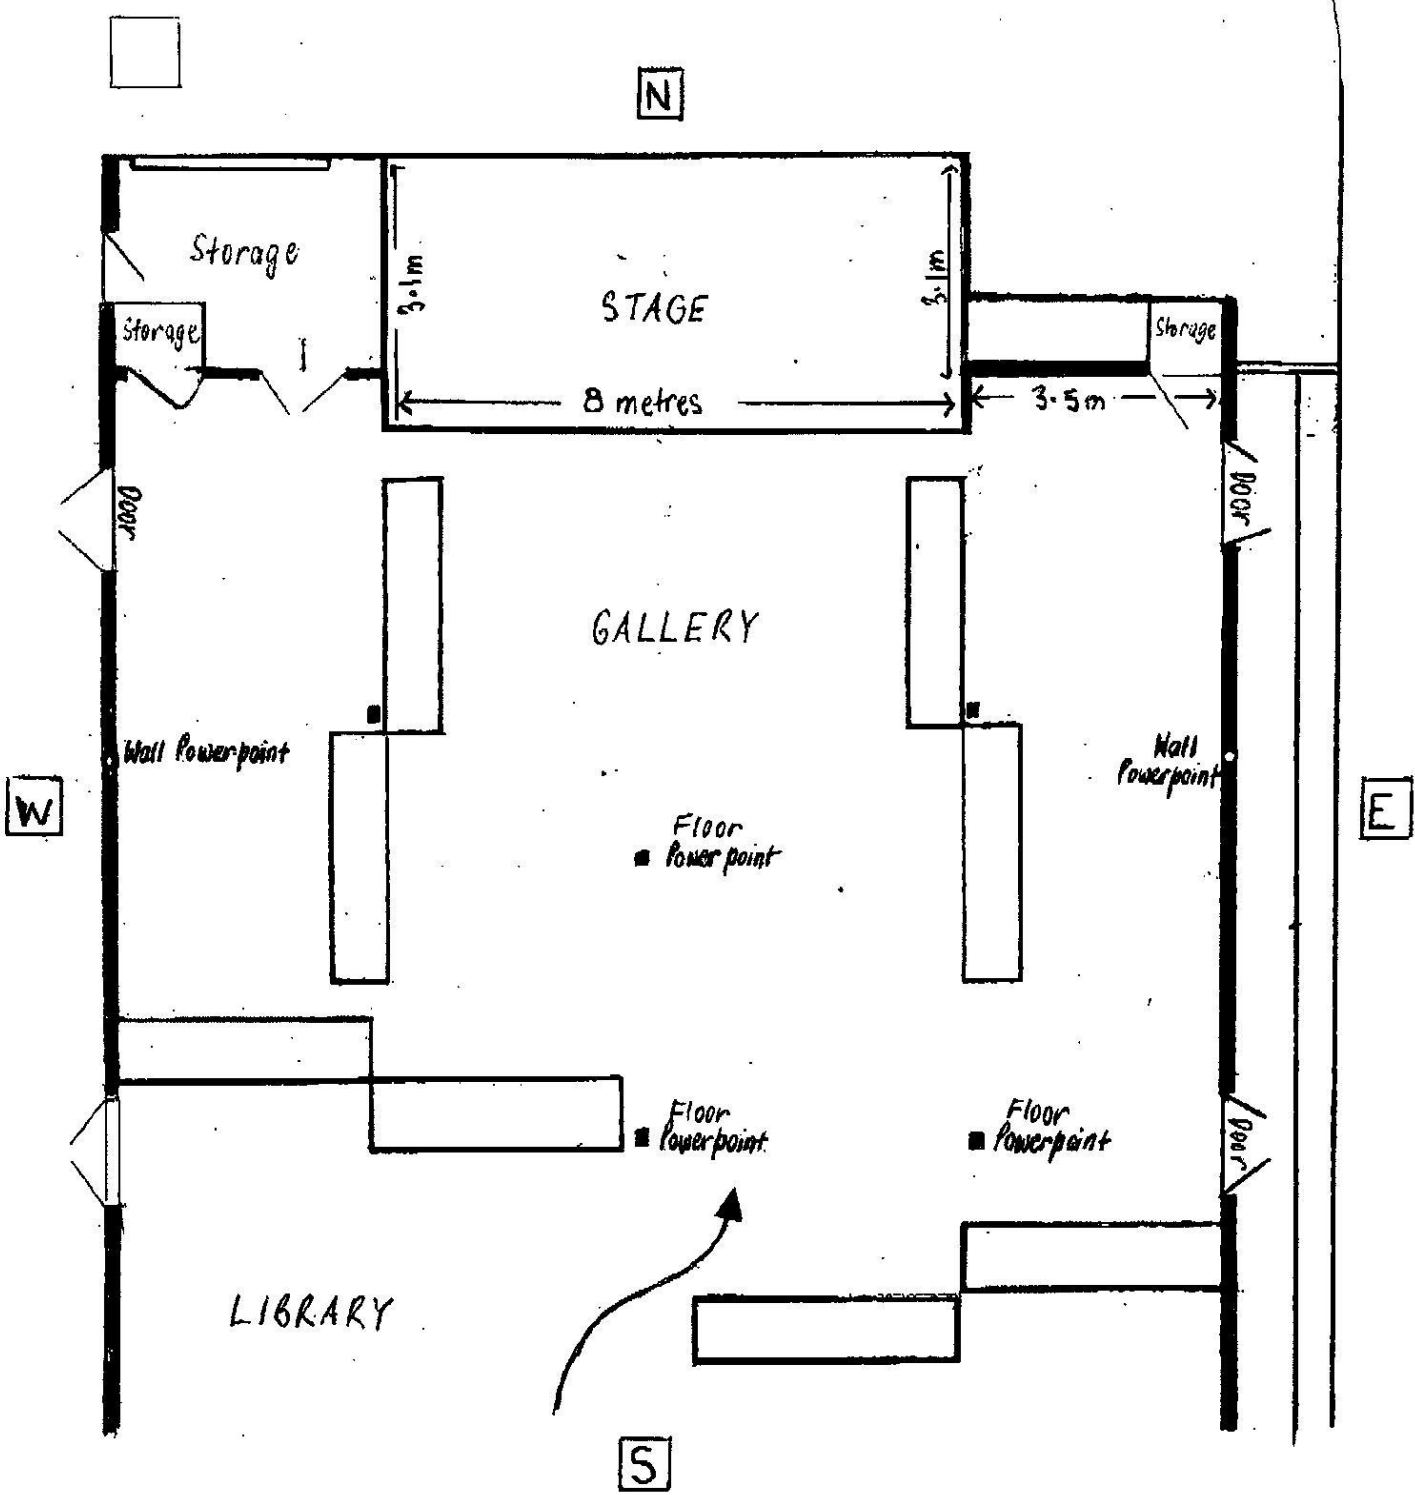 N
Storage
3.1m
STAGE
3.1m
Storage
Storage
8 metres
3.5m
Door
Door
GALLERY
Wall Powerpoint
Wall
Powerpoint
W
E
Floor
Powerpoint
Floor
Powerpoint
Floor
Powerpoint
Door
LIBRARY
S